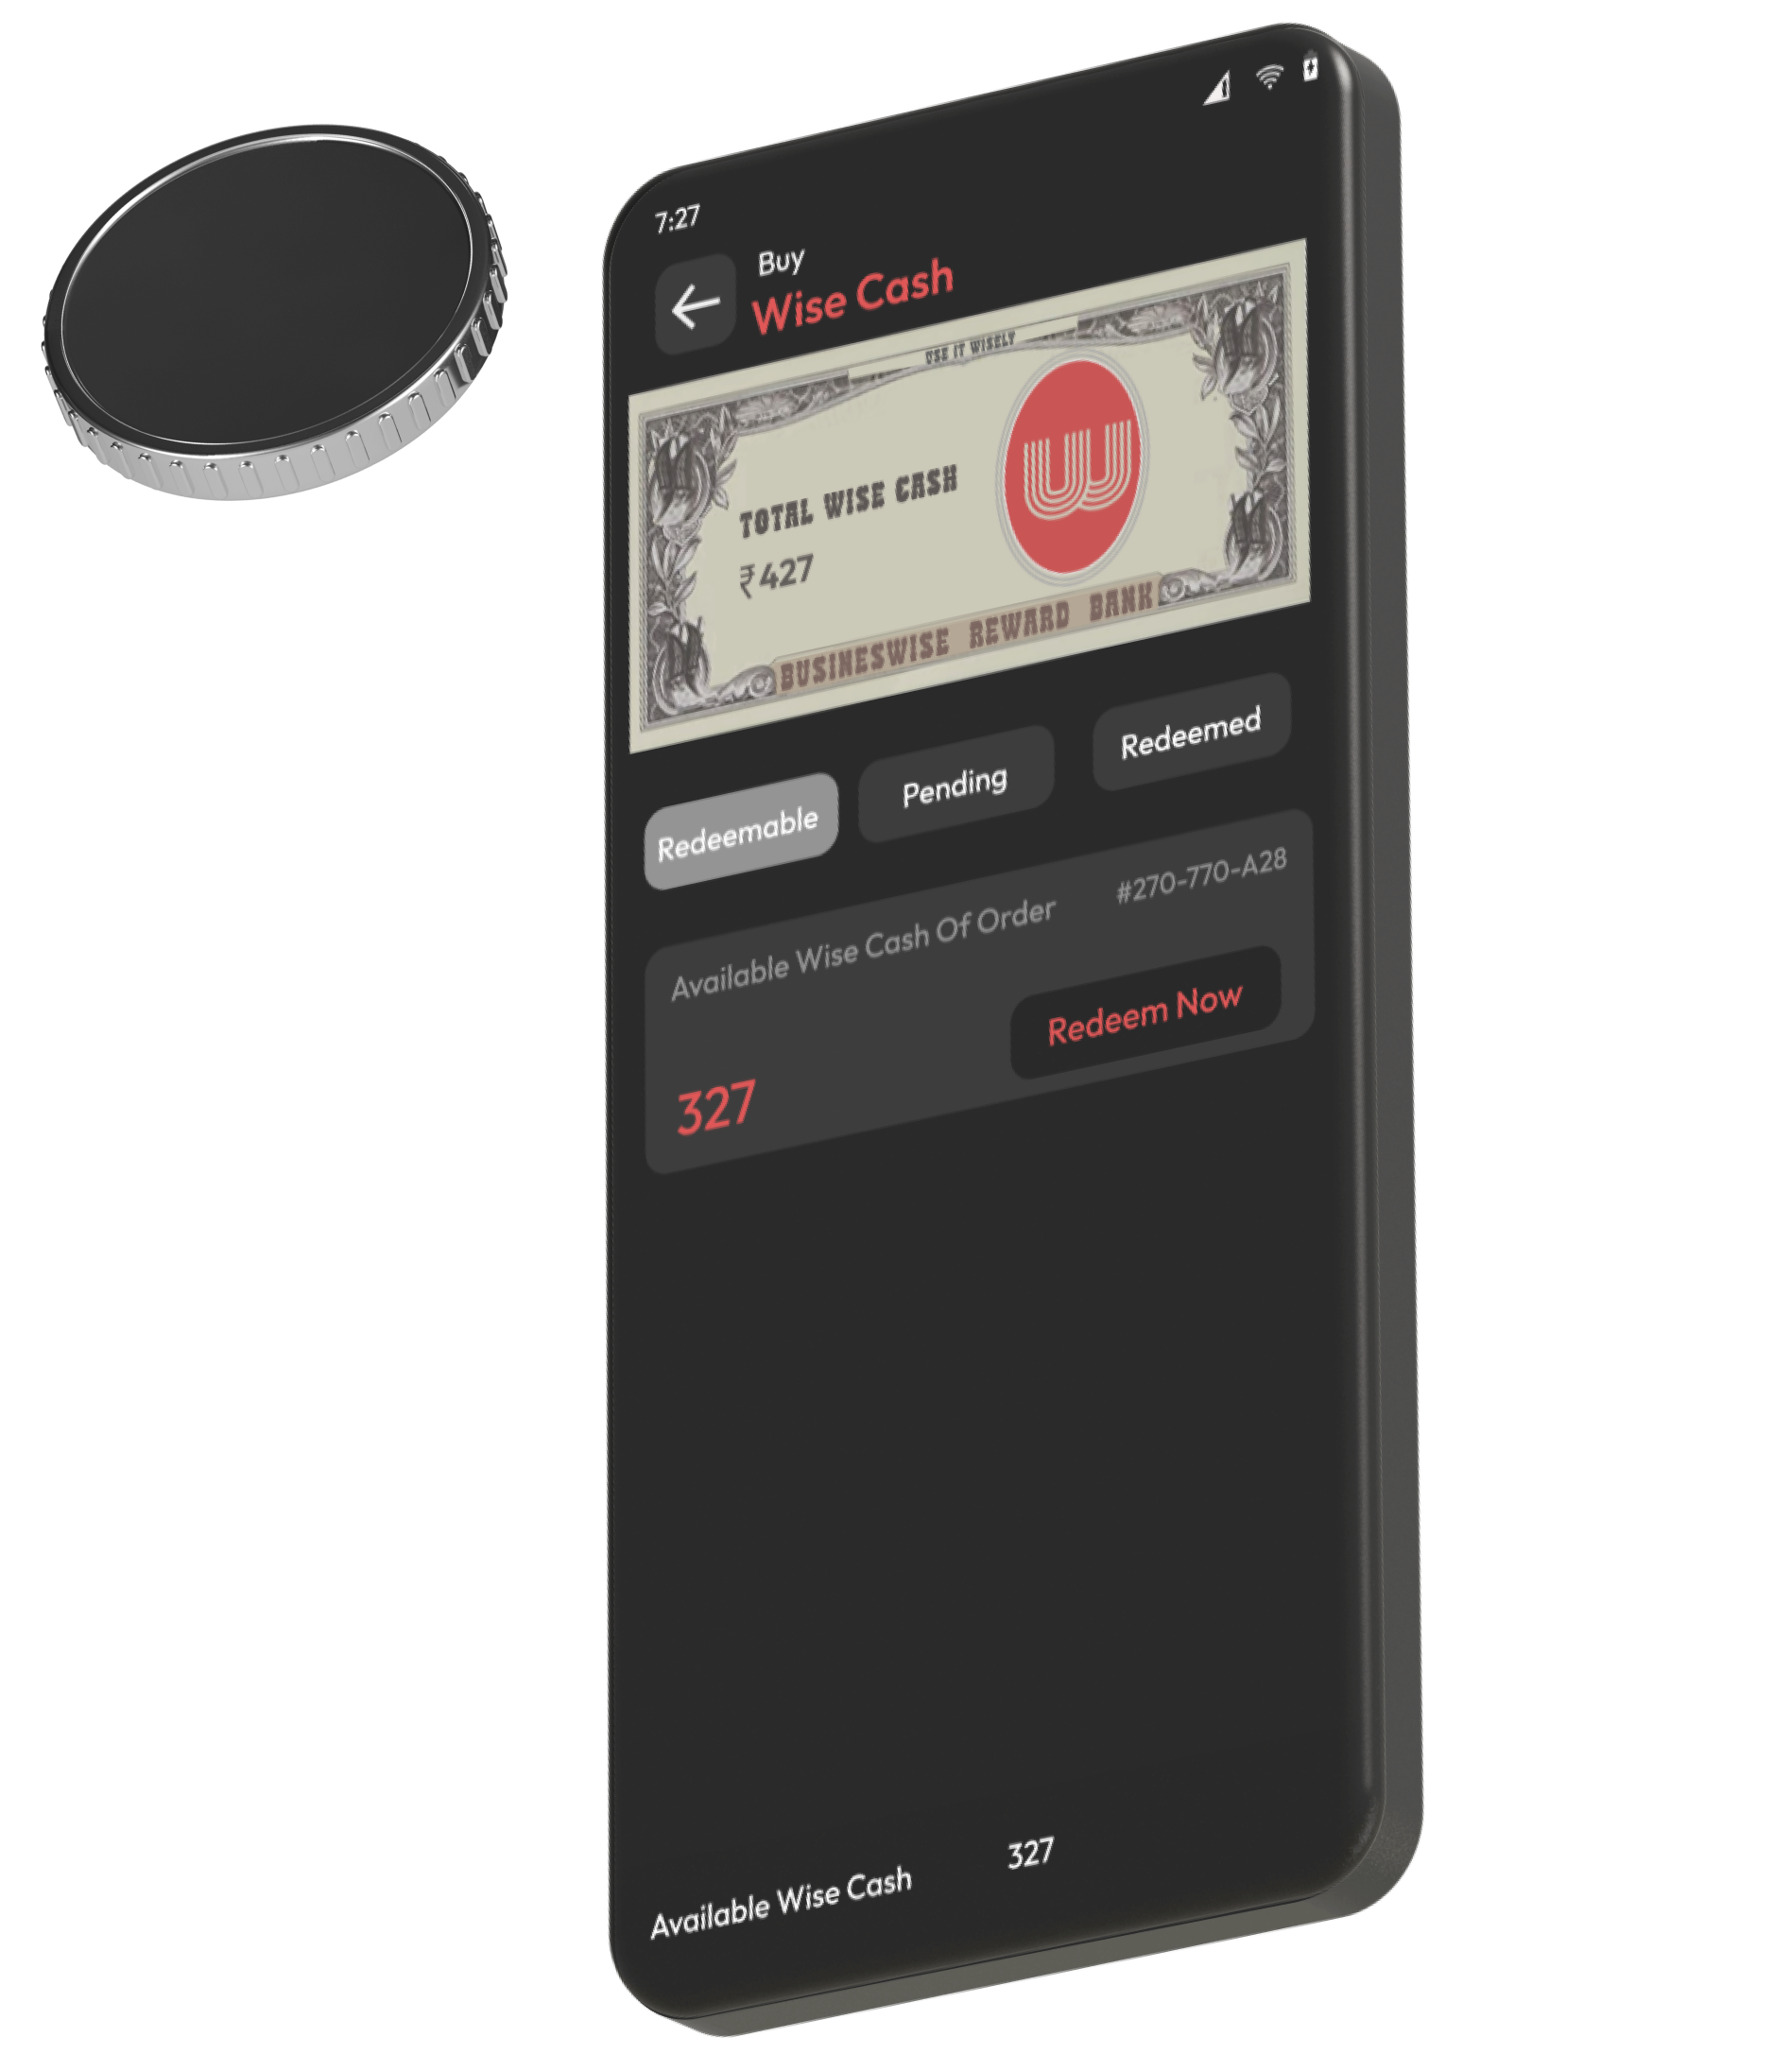 7:27
Buy
Wise Cash
USE IT WISELY
TOTAL WISE CASH
₹427
BUSINESWISE REWARD BANK
Redeemable
Pending
Redeemed
Available Wise Cash Of Order
#270-770-A28
327
Redeem Now
Available Wise Cash
327